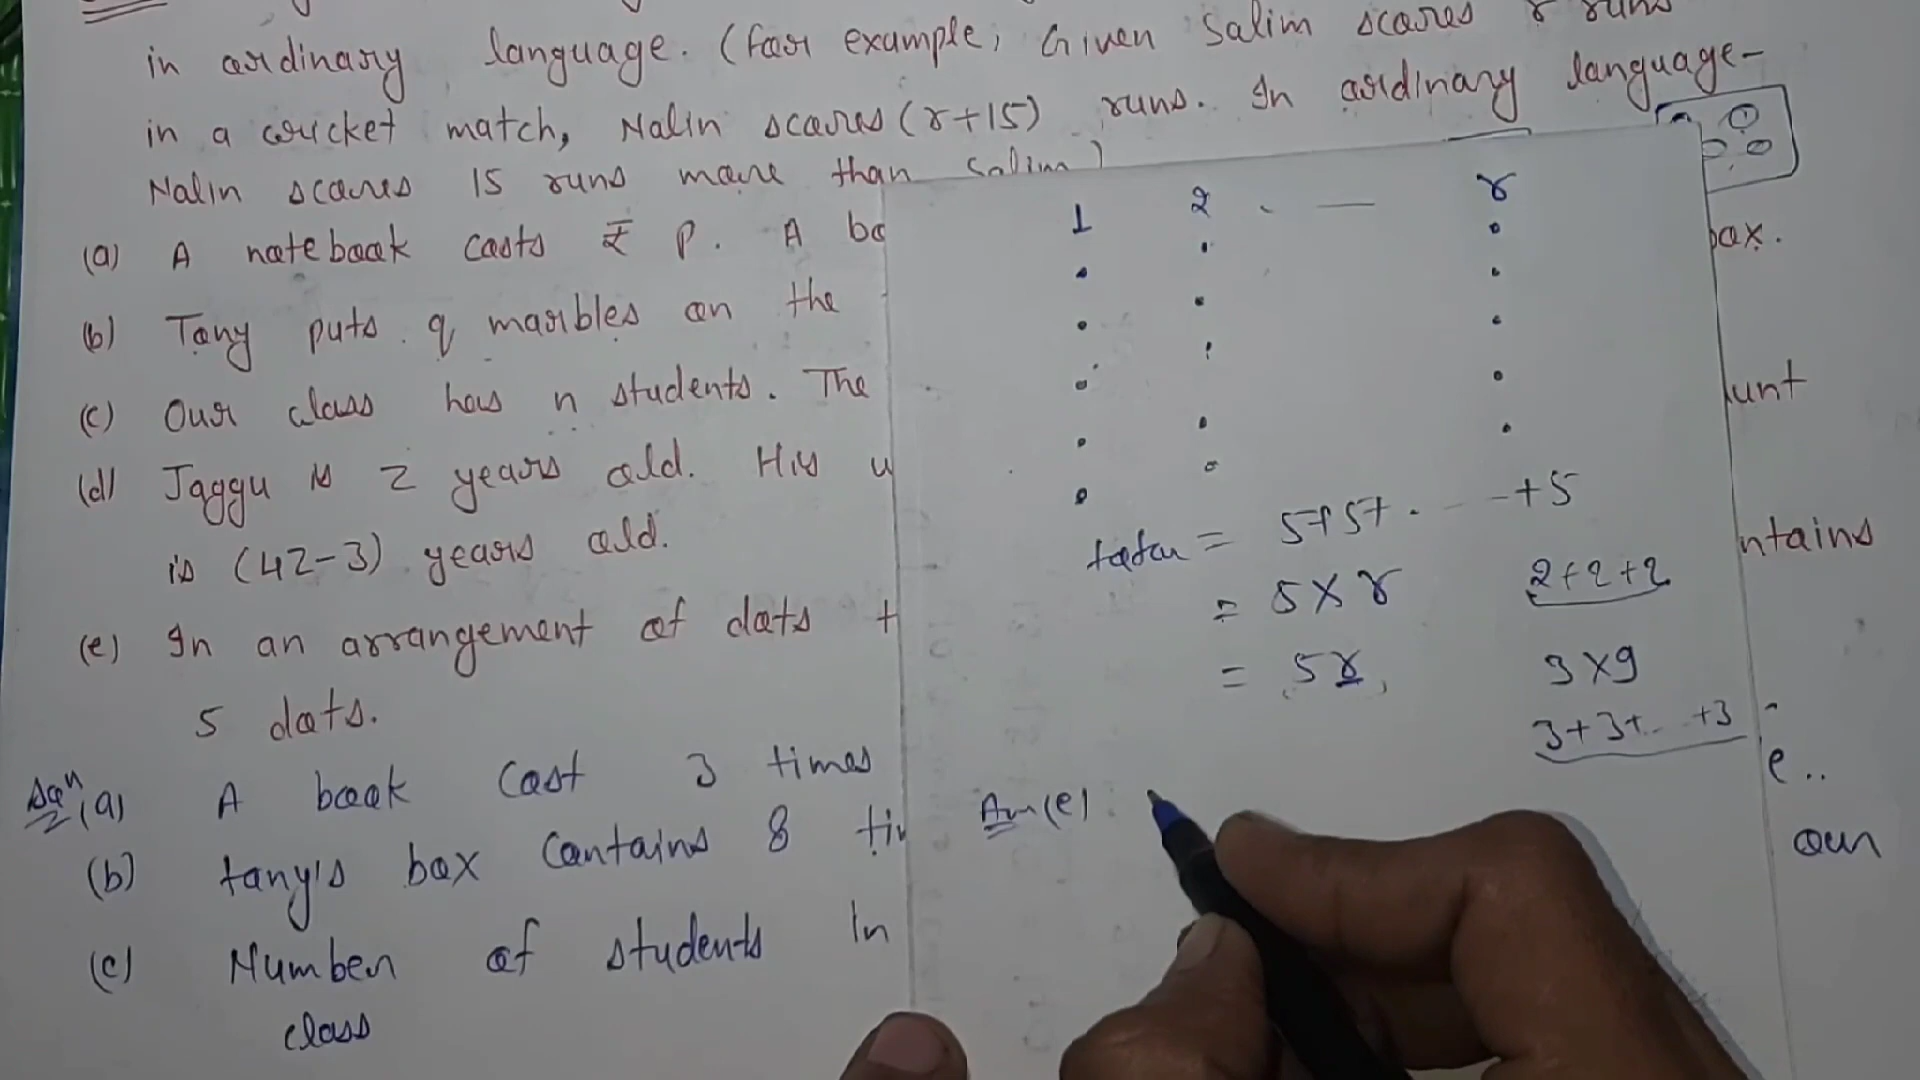 in ordinary language. (for example, Given Salim scores r runs
in a cricket match, Nalin scores (r+15) runs. In ordinary language-
Nalin scores 15 runs more than Salim)
(a) A notebook costs ₹ p. A bo
box.
(b) Tony puts q marbles on the
(c) Our class has n students. The
unt
(d) Jaggu is z years old. His u
is (4z-3) years old.
ntains
(e) In an arrangement of dots t
5 dots.
Soln (a) A book cost 3 times
e..
(b) tony's box contains 8 tim
our
(c) Number of students in
class
1 2 . — r
total = 5+5+. - - +5
= 5×r
= 5r,
2+2+2
3×9
3+3+.. +3
Ans(e)